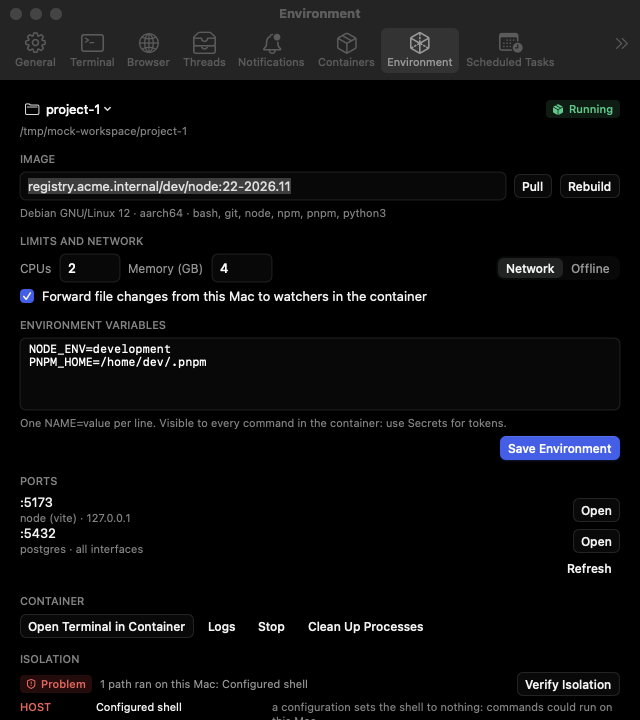 Environment
General
Terminal
Browser
Threads
Notifications
Containers
Environment
Scheduled Tasks
project-1
Running
/tmp/mock-workspace/project-1
IMAGE
registry.acme.internal/dev/node:22-2026.11
Pull
Rebuild
Debian GNU/Linux 12 · aarch64 · bash, git, node, npm, pnpm, python3
LIMITS AND NETWORK
CPUs 2 Memory (GB) 4
Network
Offline
Forward file changes from this Mac to watchers in the container
ENVIRONMENT VARIABLES
NODE_ENV=development
PNPM_HOME=/home/dev/.pnpm
One NAME=value per line. Visible to every command in the container: use Secrets for tokens.
Save Environment
PORTS
:5173
node (vite) · 127.0.0.1
Open
:5432
postgres · all interfaces
Open
Refresh
CONTAINER
Open Terminal in Container
Logs
Stop
Clean Up Processes
ISOLATION
Problem
1 path ran on this Mac: Configured shell
Verify Isolation
HOST
Configured shell
a configuration sets the shell to nothing: commands could run on
this Mac